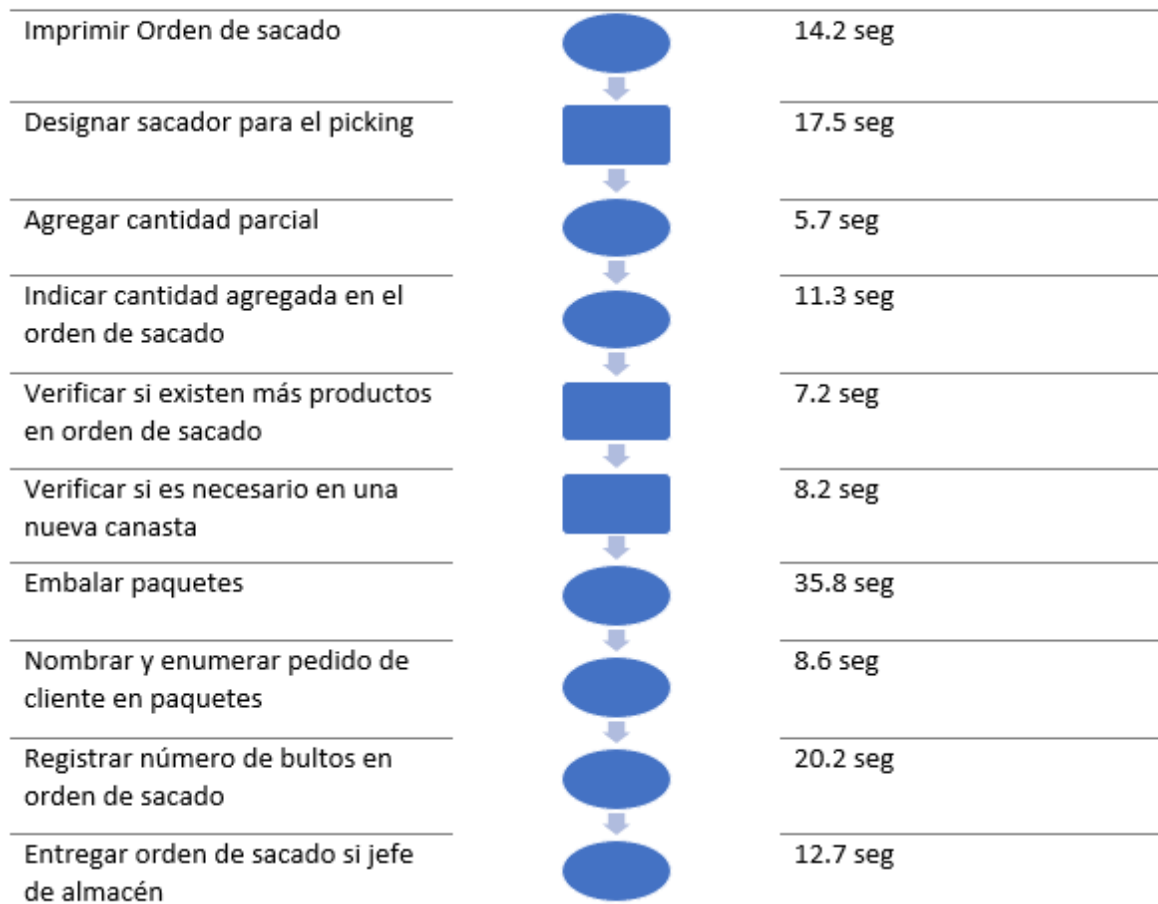 Imprimir Orden de sacado
14.2 seg
Designar sacador para el picking
17.5 seg
Agregar cantidad parcial
5.7 seg
Indicar cantidad agregada en el
orden de sacado
11.3 seg
Verificar si existen más productos
en orden de sacado
7.2 seg
Verificar si es necesario en una
nueva canasta
8.2 seg
Embalar paquetes
35.8 seg
Nombrar y enumerar pedido de
cliente en paquetes
8.6 seg
Registrar número de bultos en
orden de sacado
20.2 seg
Entregar orden de sacado si jefe
de almacén
12.7 seg